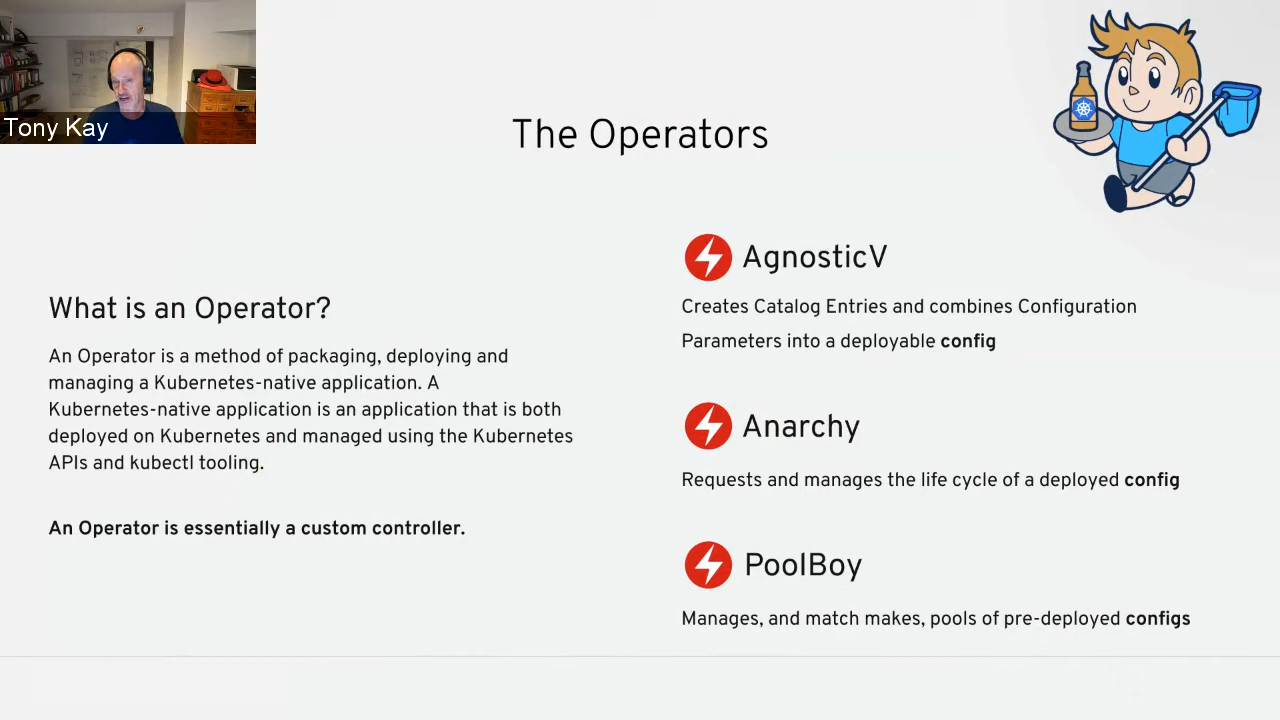 Tony Kay
The Operators
What is an Operator?
An Operator is a method of packaging, deploying and
managing a Kubernetes-native application. A
Kubernetes-native application is an application that is both
deployed on Kubernetes and managed using the Kubernetes
APIs and kubectl tooling.
An Operator is essentially a custom controller.
AgnosticV
Creates Catalog Entries and combines Configuration
Parameters into a deployable config
Anarchy
Requests and manages the life cycle of a deployed config
PoolBoy
Manages, and match makes, pools of pre-deployed configs